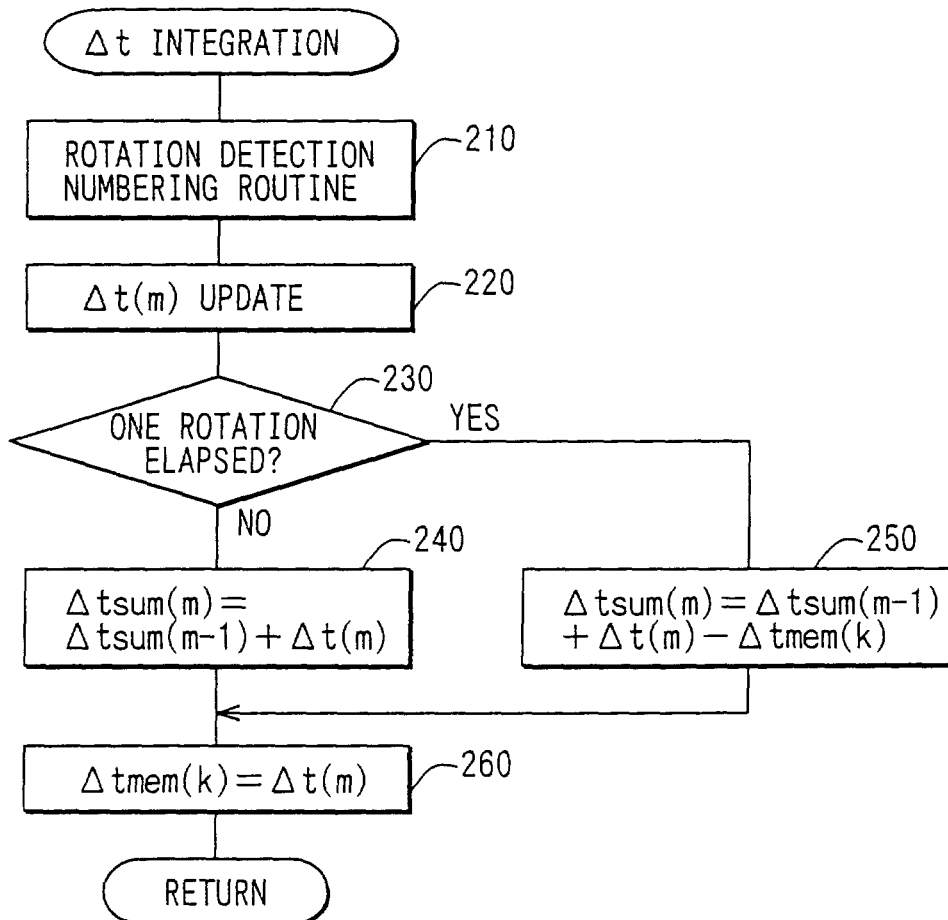 Δt INTEGRATION
210
ROTATION DETECTION
NUMBERING ROUTINE
220
Δt(m) UPDATE
230
YES
ONE ROTATION
ELAPSED?
NO
240
250
Δtsum(m)=
Δtsum(m-1)+Δt(m)
Δtsum(m)=Δtsum(m-1)
+Δt(m)-Δtmem(k)
260
Δtmem(k)=Δt(m)
RETURN